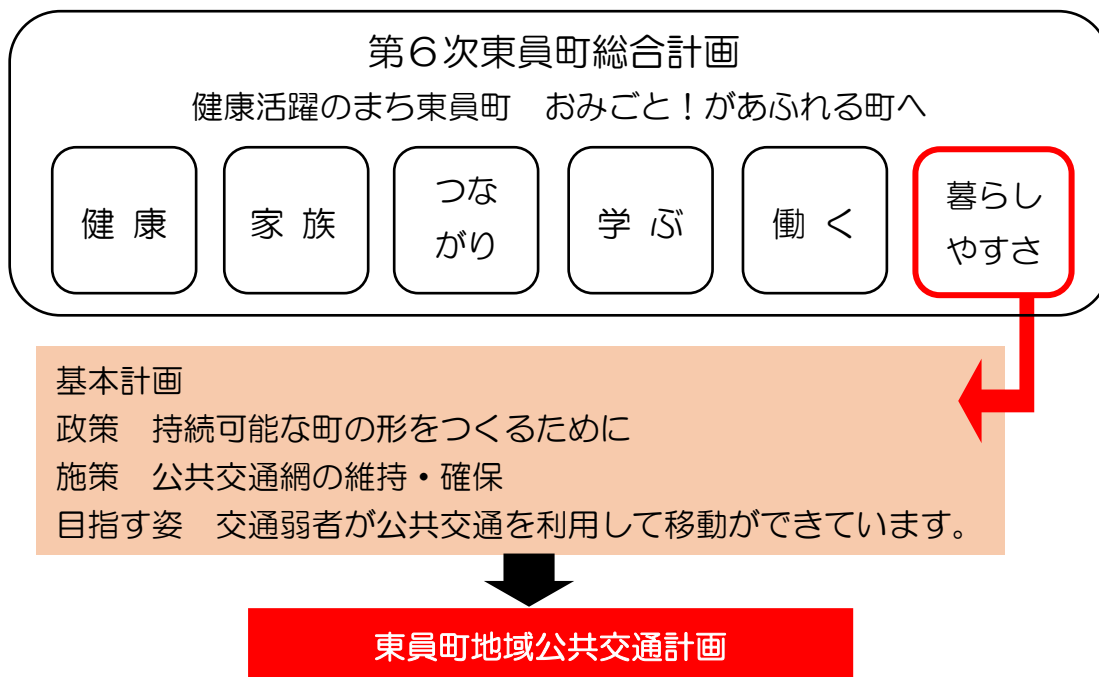 第6次東員町総合計画
健康活躍のまち東員町　おみごと！があふれる町へ
健 康
家 族
つな
がり
学 ぶ
働 く
暮らし
やすさ
基本計画
政策　持続可能な町の形をつくるために
施策　公共交通網の維持・確保
目指す姿　交通弱者が公共交通を利用して移動ができています。
東員町地域公共交通計画